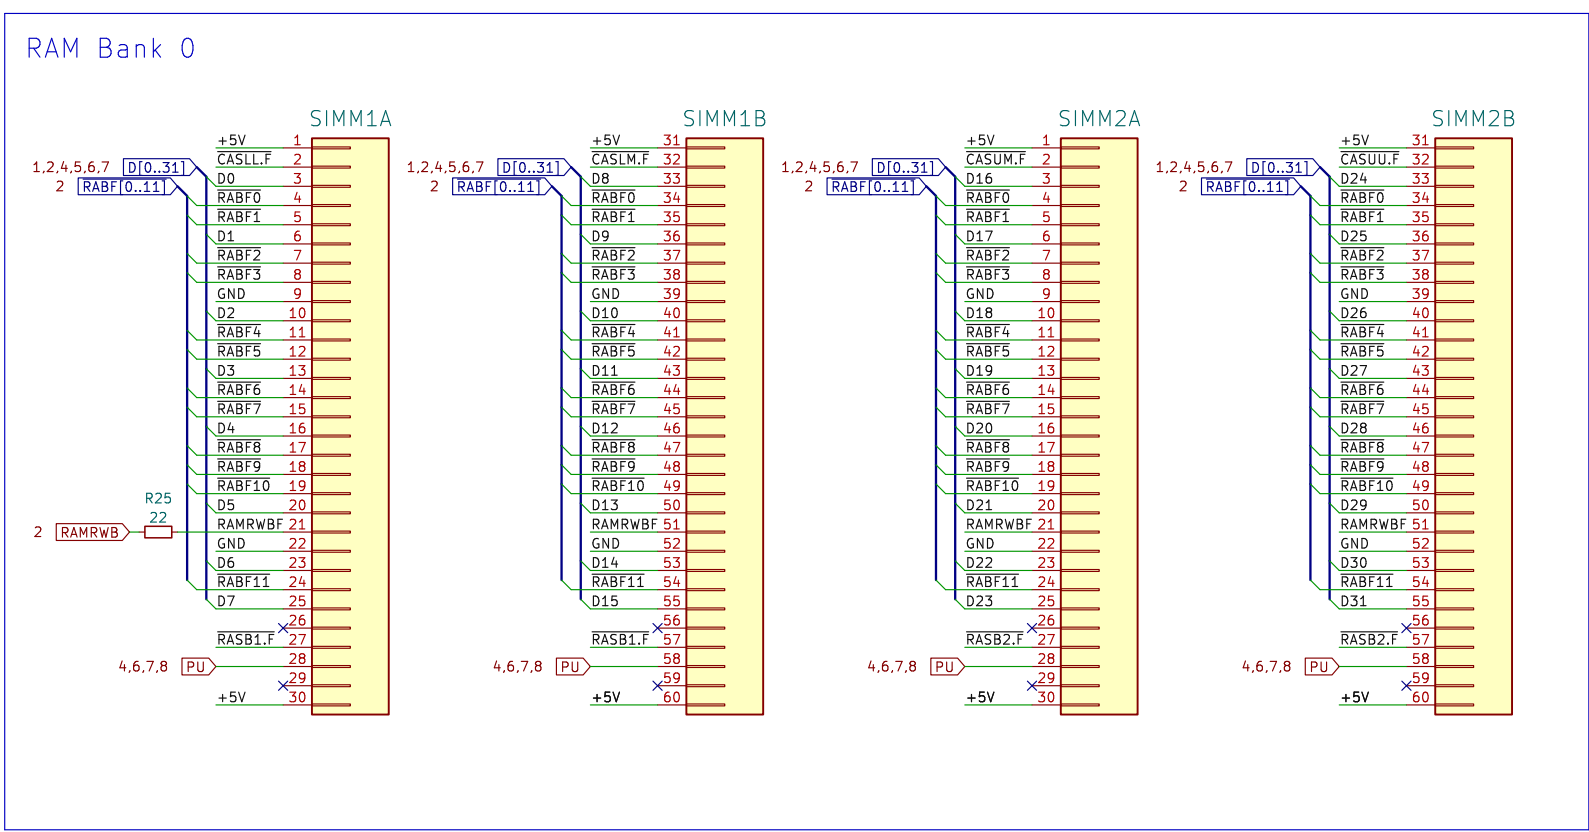 RAM Bank 0
SIMM1A
+5V 1
CASLL.F 2
1,2,4,5,6,7 D[0..31]
D0 3
2 RABF[0..11]
RABF0 4
RABF1 5
D1 6
RABF2 7
RABF3 8
GND 9
D2 10
RABF4 11
RABF5 12
D3 13
RABF6 14
RABF7 15
D4 16
RABF8 17
RABF9 18
RABF10 19
R25
D5 20
22
2 RAMRWB RAMRWBF 21
GND 22
D6 23
RABF11 24
D7 25
26
RASB1.F 27
4,6,7,8 PU 28
29
+5V 30
SIMM1B
+5V 31
CASLM.F 32
1,2,4,5,6,7 D[0..31]
D8 33
2 RABF[0..11]
RABF0 34
RABF1 35
D9 36
RABF2 37
RABF3 38
GND 39
D10 40
RABF4 41
RABF5 42
D11 43
RABF6 44
RABF7 45
D12 46
RABF8 47
RABF9 48
RABF10 49
D13 50
RAMRWBF 51
GND 52
D14 53
RABF11 54
D15 55
56
RASB1.F 57
4,6,7,8 PU 58
59
+5V 60
SIMM2A
+5V 1
CASUM.F 2
1,2,4,5,6,7 D[0..31]
D16 3
2 RABF[0..11]
RABF0 4
RABF1 5
D17 6
RABF2 7
RABF3 8
GND 9
D18 10
RABF4 11
RABF5 12
D19 13
RABF6 14
RABF7 15
D20 16
RABF8 17
RABF9 18
RABF10 19
D21 20
RAMRWBF 21
GND 22
D22 23
RABF11 24
D23 25
26
RASB2.F 27
4,6,7,8 PU 28
29
+5V 30
SIMM2B
+5V 31
CASUU.F 32
1,2,4,5,6,7 D[0..31]
D24 33
2 RABF[0..11]
RABF0 34
RABF1 35
D25 36
RABF2 37
RABF3 38
GND 39
D26 40
RABF4 41
RABF5 42
D27 43
RABF6 44
RABF7 45
D28 46
RABF8 47
RABF9 48
RABF10 49
D29 50
RAMRWBF 51
GND 52
D30 53
RABF11 54
D31 55
56
RASB2.F 57
4,6,7,8 PU 58
59
+5V 60